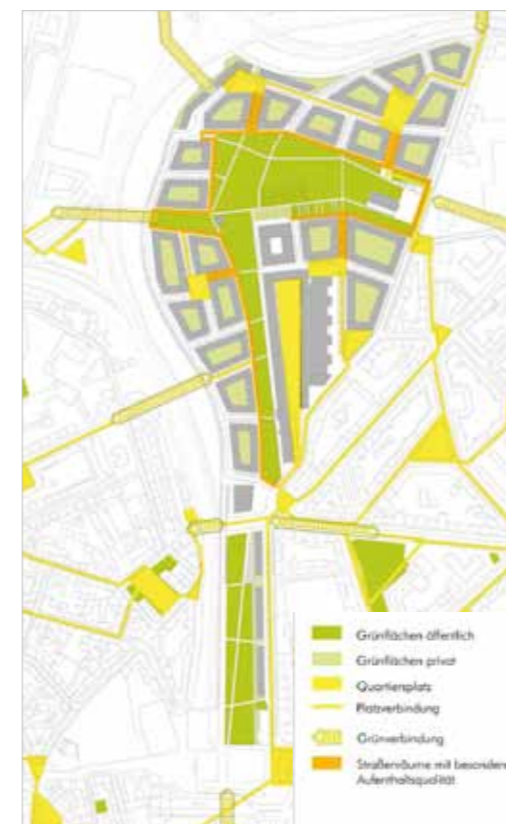 Grünflächen öffentlich
Grünflächen privat
Quartiersplatz
Platzverbindung
Grünverbindung
Straßenräume mit besonderer
Aufenthaltsqualität